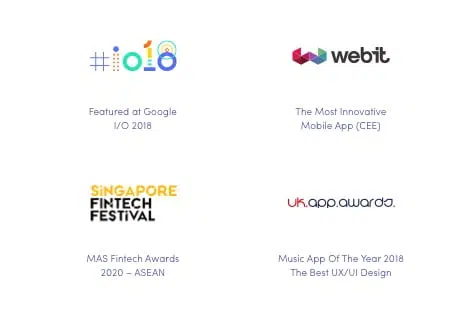 #io18
webit
Featured at Google
I/O 2018
The Most Innovative
Mobile App (CEE)
SINGAPORE
FINTECH
FESTIVAL
uk.app.awards.
MAS Fintech Awards
2020 – ASEAN
Music App Of The Year 2018
The Best UX/UI Design